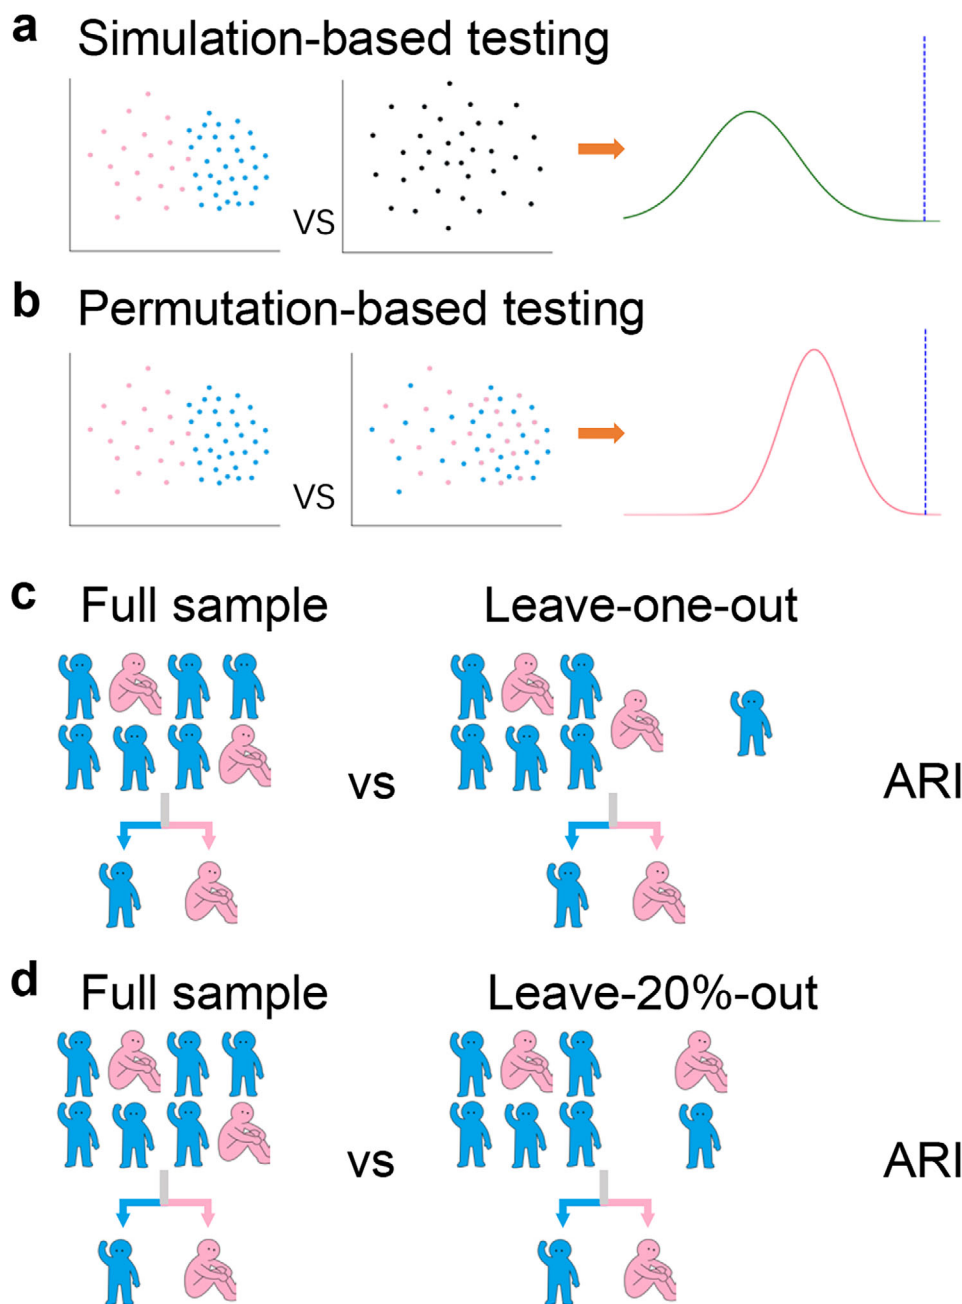 a Simulation-based testing
VS
b Permutation-based testing
VS
c Full sample Leave-one-out
vs ARI
d Full sample Leave-20%-out
vs ARI